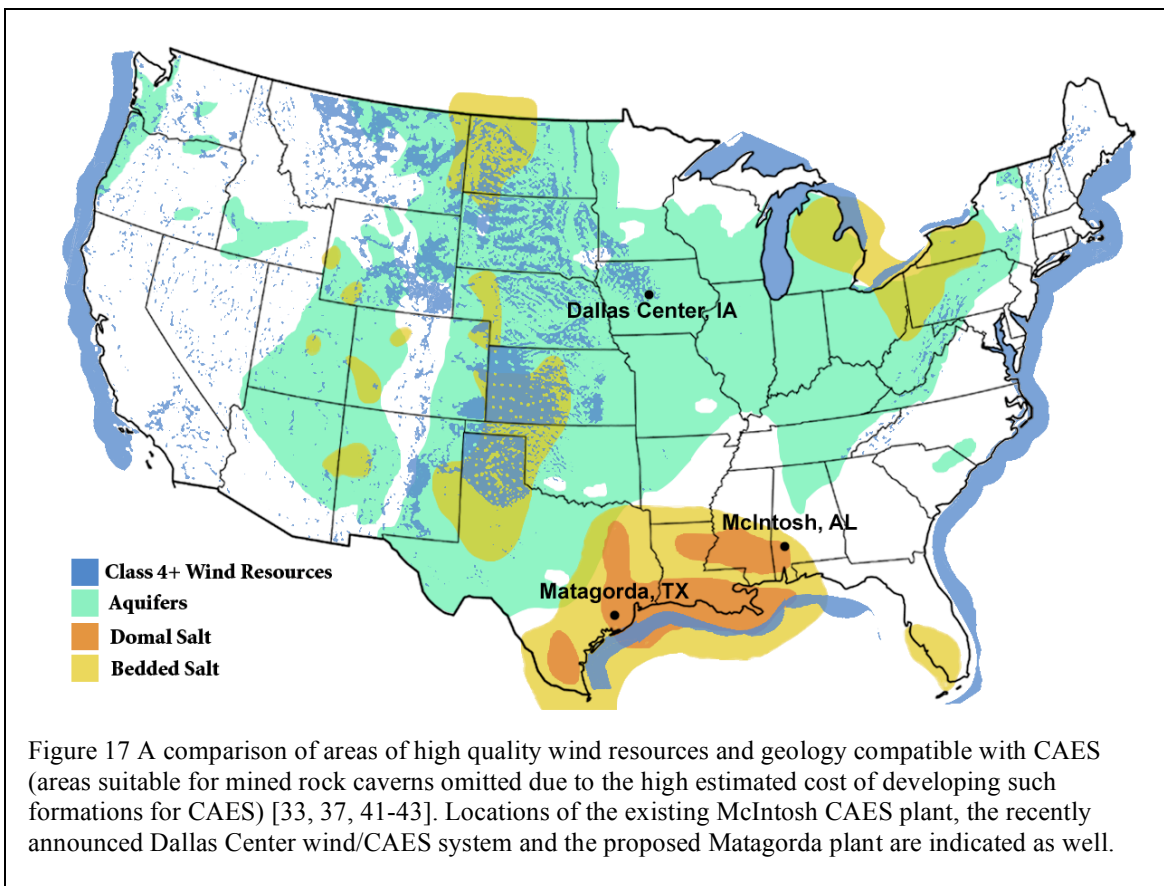 Dallas Center, IA
McIntosh, AL
Matagorda, TX
Class 4+ Wind Resources
Aquifers
Domal Salt
Bedded Salt
Figure 17 A comparison of areas of high quality wind resources and geology compatible with CAES
(areas suitable for mined rock caverns omitted due to the high estimated cost of developing such
formations for CAES) [33, 37, 41-43]. Locations of the existing McIntosh CAES plant, the recently
announced Dallas Center wind/CAES system and the proposed Matagorda plant are indicated as well.